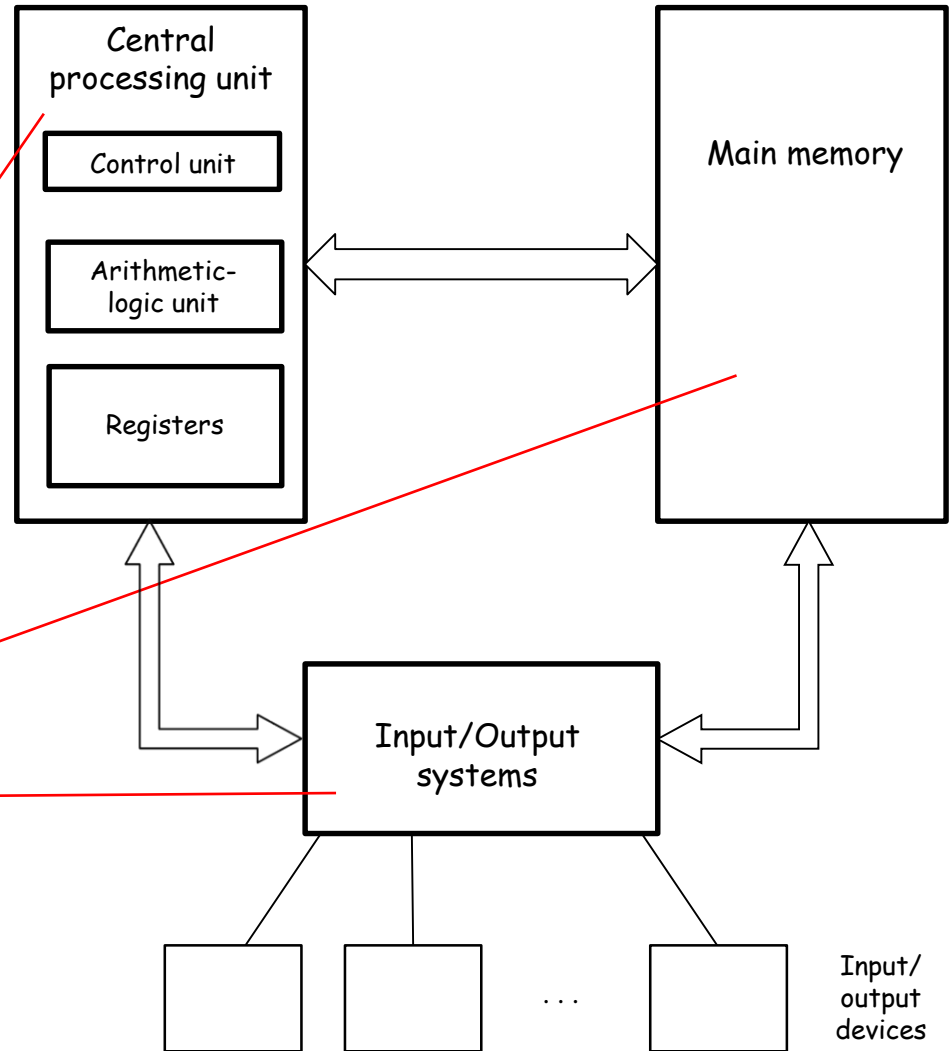 Central
processing unit
Control unit
Arithmetic-
logic unit
Registers
Main memory
Input/Output
systems
. . .
Input/
output
devices